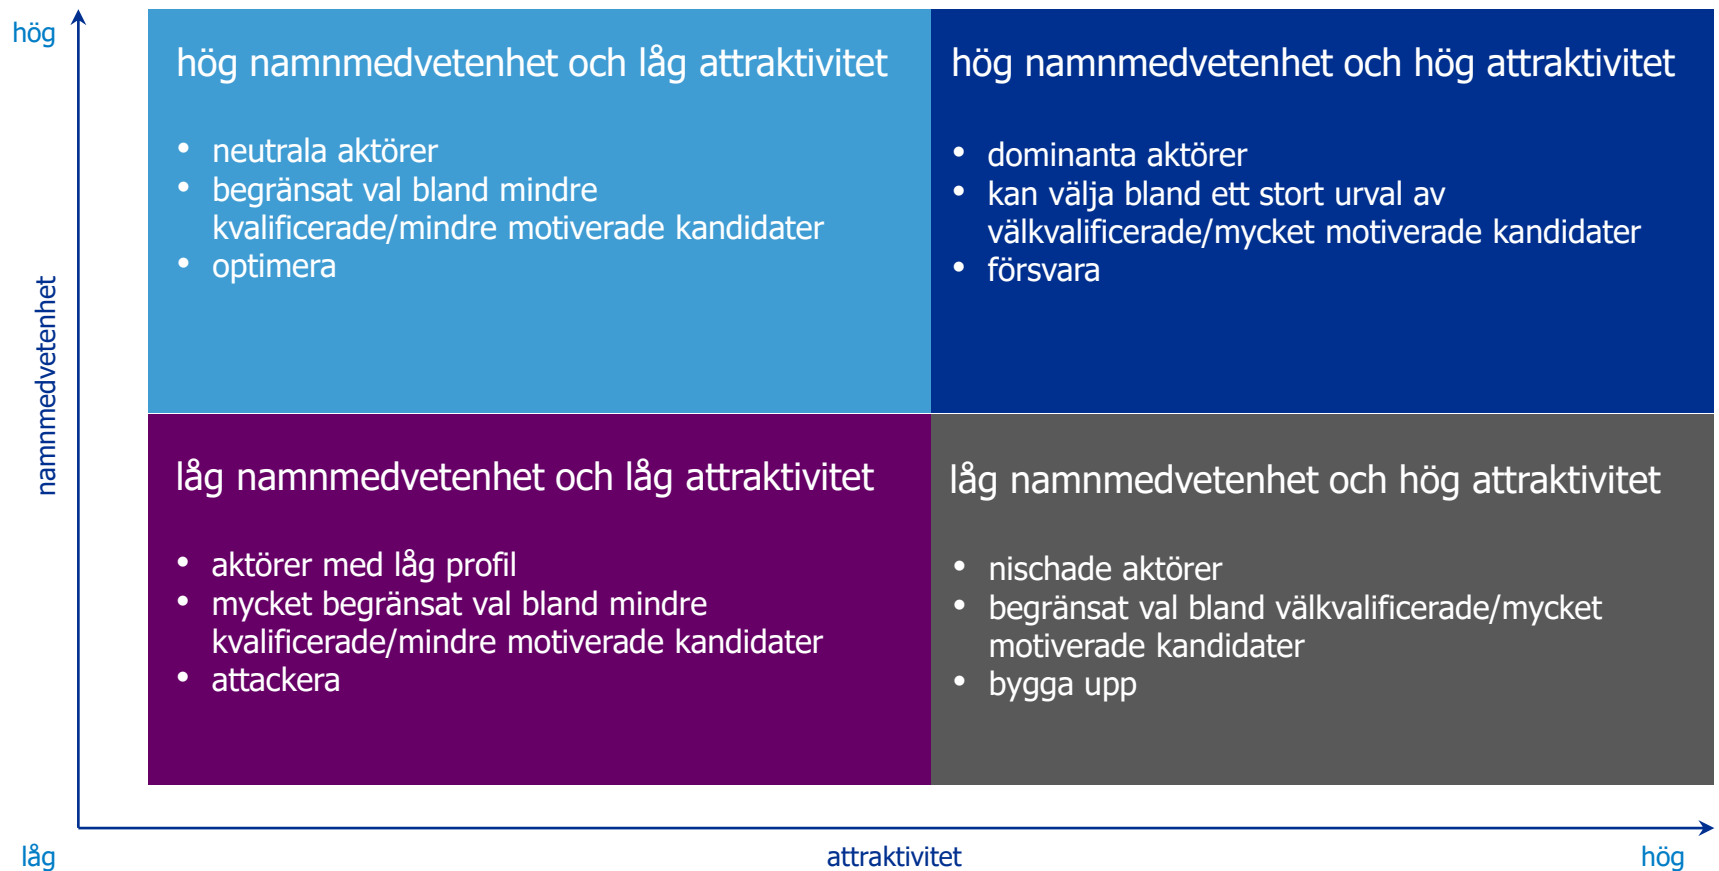 hög
namnmedvetenhet
hög namnmedvetenhet och låg attraktivitet
• neutrala aktörer
• begränsat val bland mindre
kvalificerade/mindre motiverade kandidater
• optimera
hög namnmedvetenhet och hög attraktivitet
• dominanta aktörer
• kan välja bland ett stort urval av
välkvalificerade/mycket motiverade kandidater
• försvara
låg namnmedvetenhet och låg attraktivitet
• aktörer med låg profil
• mycket begränsat val bland mindre
kvalificerade/mindre motiverade kandidater
• attackera
låg namnmedvetenhet och hög attraktivitet
• nischade aktörer
• begränsat val bland välkvalificerade/mycket
motiverade kandidater
• bygga upp
låg
attraktivitet
hög